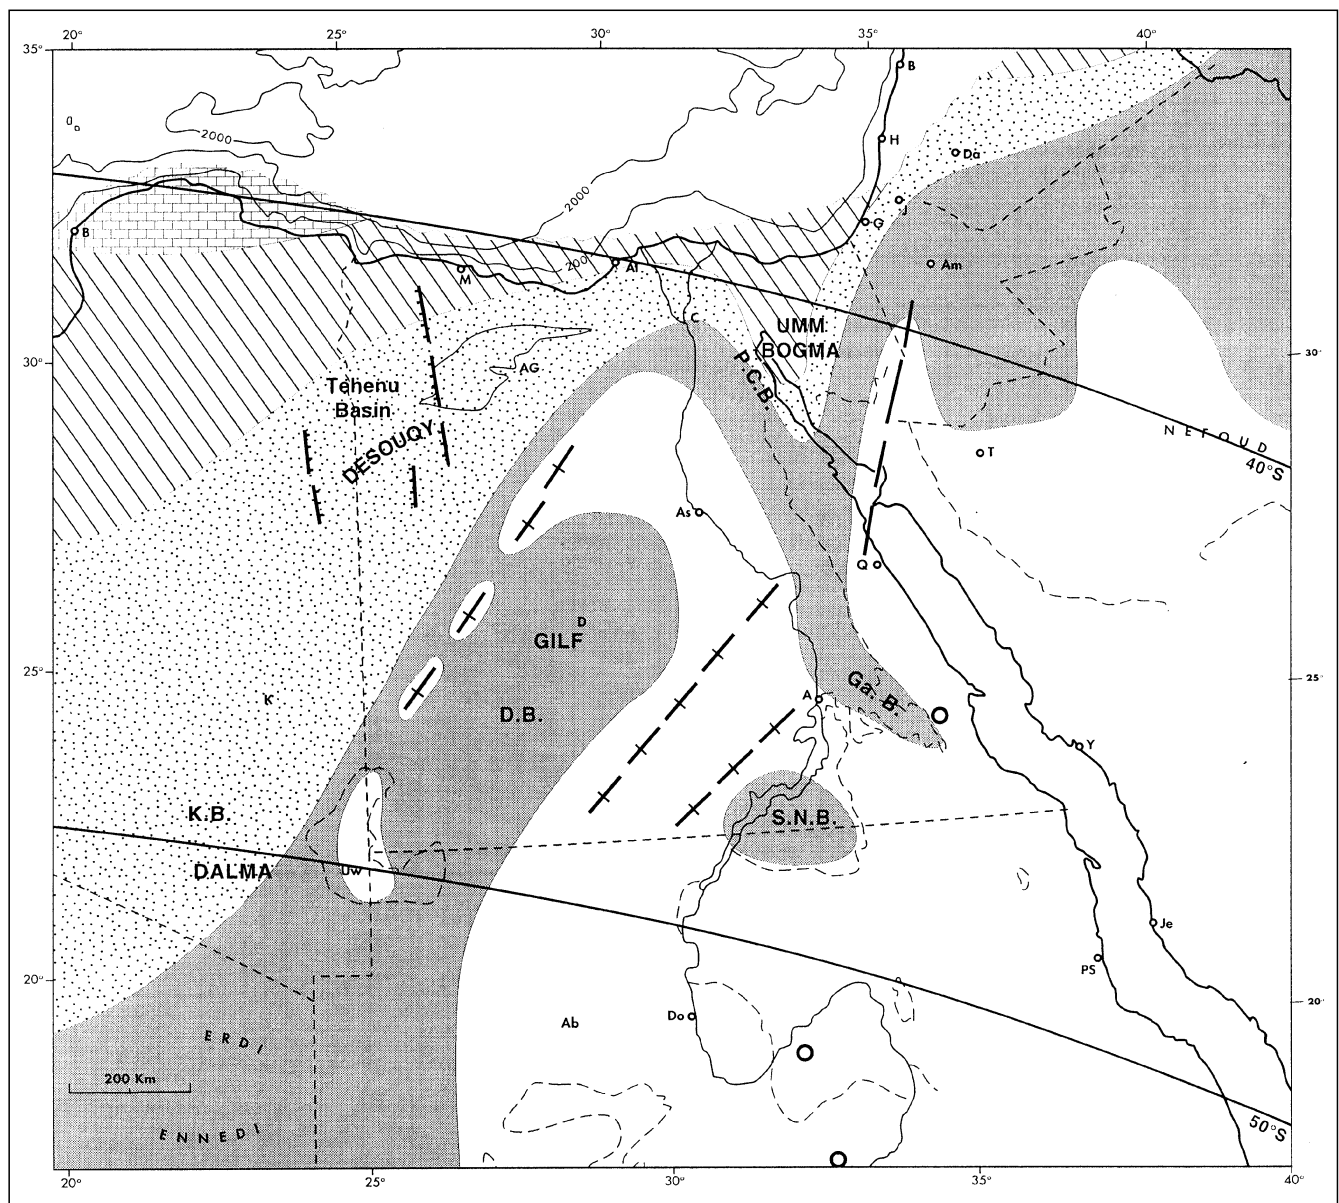 20° 25° 30° 35° 40°
35°
B
2000
H
Da
2000
J
B
G
200
Al
Am
M
C
UMM
BOGMA
30°
30°
P.C.B.
AG
Tehenu
Basin
DESOUQY
NEFOUD
T
40°S
As
Q
D
GILF
25°
25°
K
A
Ga. B.
D.B.
Y
K.B.
S.N.B.
DALMA
Uw
Je
PS
20°
20°
Ab
Do
ERDI
200 Km
50°S
ENNEDI
20° 25° 30° 35° 40°